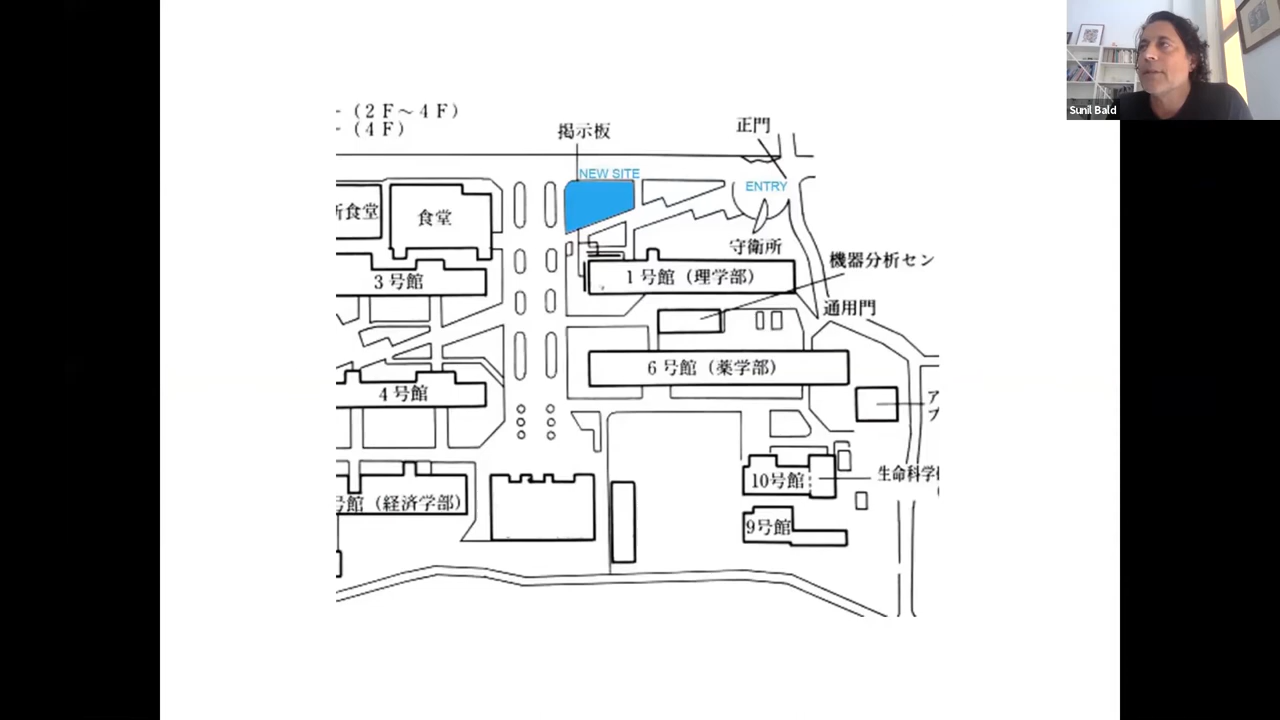 Sunil Bald
(2F～4F)
(4F)
掲示板
正門
NEW SITE
ENTRY
食堂
食堂
守衛所
機器分析セン
3号館
1号館(理学部)
通用門
6号館(薬学部)
4号館
10号館
生命科学
号館(経済学部)
9号館